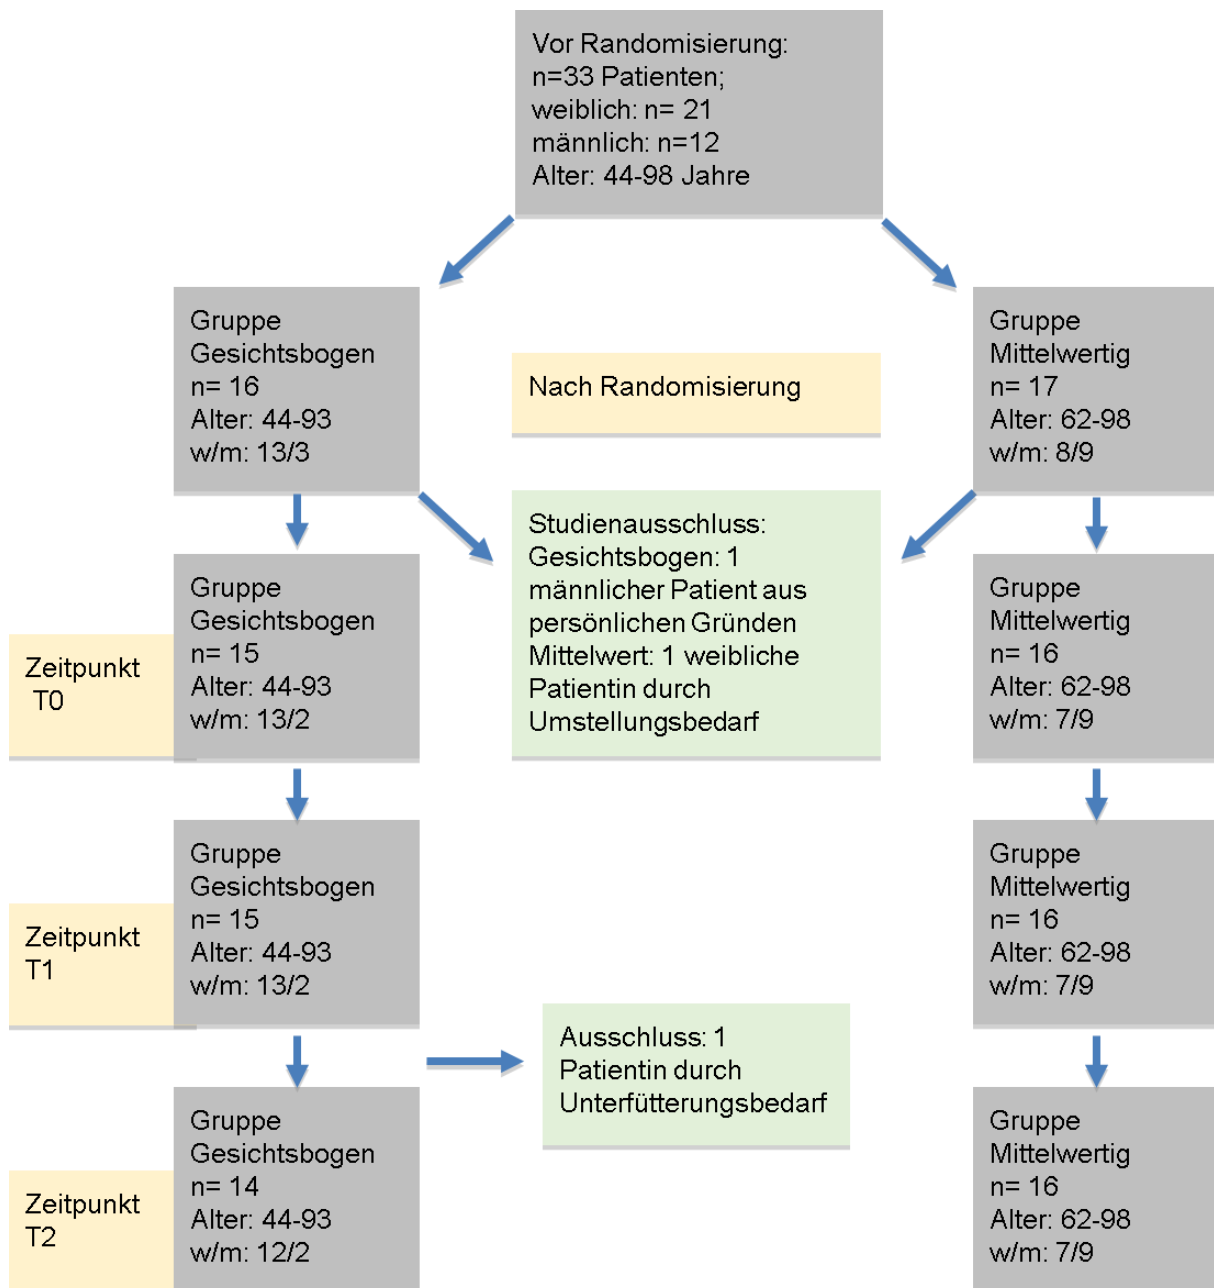 Vor Randomisierung:
n=33 Patienten;
weiblich: n= 21
männlich: n=12
Alter: 44-98 Jahre
Gruppe
Gesichtsbogen
n= 16
Alter: 44-93
w/m: 13/3
Nach Randomisierung
Gruppe
Mittelwertig
n= 17
Alter: 62-98
w/m: 8/9
Studienausschluss:
Gesichtsbogen: 1
männlicher Patient aus
persönlichen Gründen
Mittelwert: 1 weibliche
Patientin durch
Umstellungsbedarf
Zeitpunkt
T0
Gruppe
Gesichtsbogen
n= 15
Alter: 44-93
w/m: 13/2
Gruppe
Mittelwertig
n= 16
Alter: 62-98
w/m: 7/9
Zeitpunkt
T1
Gruppe
Gesichtsbogen
n= 15
Alter: 44-93
w/m: 13/2
Gruppe
Mittelwertig
n= 16
Alter: 62-98
w/m: 7/9
Ausschluss: 1
Patientin durch
Unterfütterungsbedarf
Zeitpunkt
T2
Gruppe
Gesichtsbogen
n= 14
Alter: 44-93
w/m: 12/2
Gruppe
Mittelwertig
n= 16
Alter: 62-98
w/m: 7/9